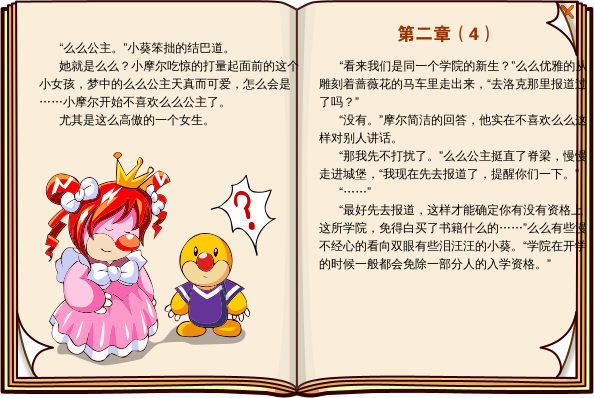 “么么公主。”小葵笨拙的结巴道。
她就是么么？小摩尔吃惊的打量起面前的这个
小女孩，梦中的么么公主天真而可爱，怎么会是
……小摩尔开始不喜欢么么公主了。
尤其是这么高傲的一个女生。
?
第二章（4）
“看来我们是同一个学院的新生？”么么优雅的从
雕刻着蔷薇花的马车里走出来，“去洛克那里报道过
了吗？”
“没有。”摩尔简洁的回答，他实在不喜欢么么这
样对别人讲话。
“那我先不打扰了。”么么公主挺直了脊梁，慢慢
走进城堡，“我现在先去报道了，提醒你们一下。”
“……”
“最好先去报道，这样才能确定你有没有资格上
这所学院，免得白买了书籍什么的……”么么有些漫
不经心的看向双眼有些泪汪汪的小葵。“学院在开学
的时候一般都会免除一部分人的入学资格。”